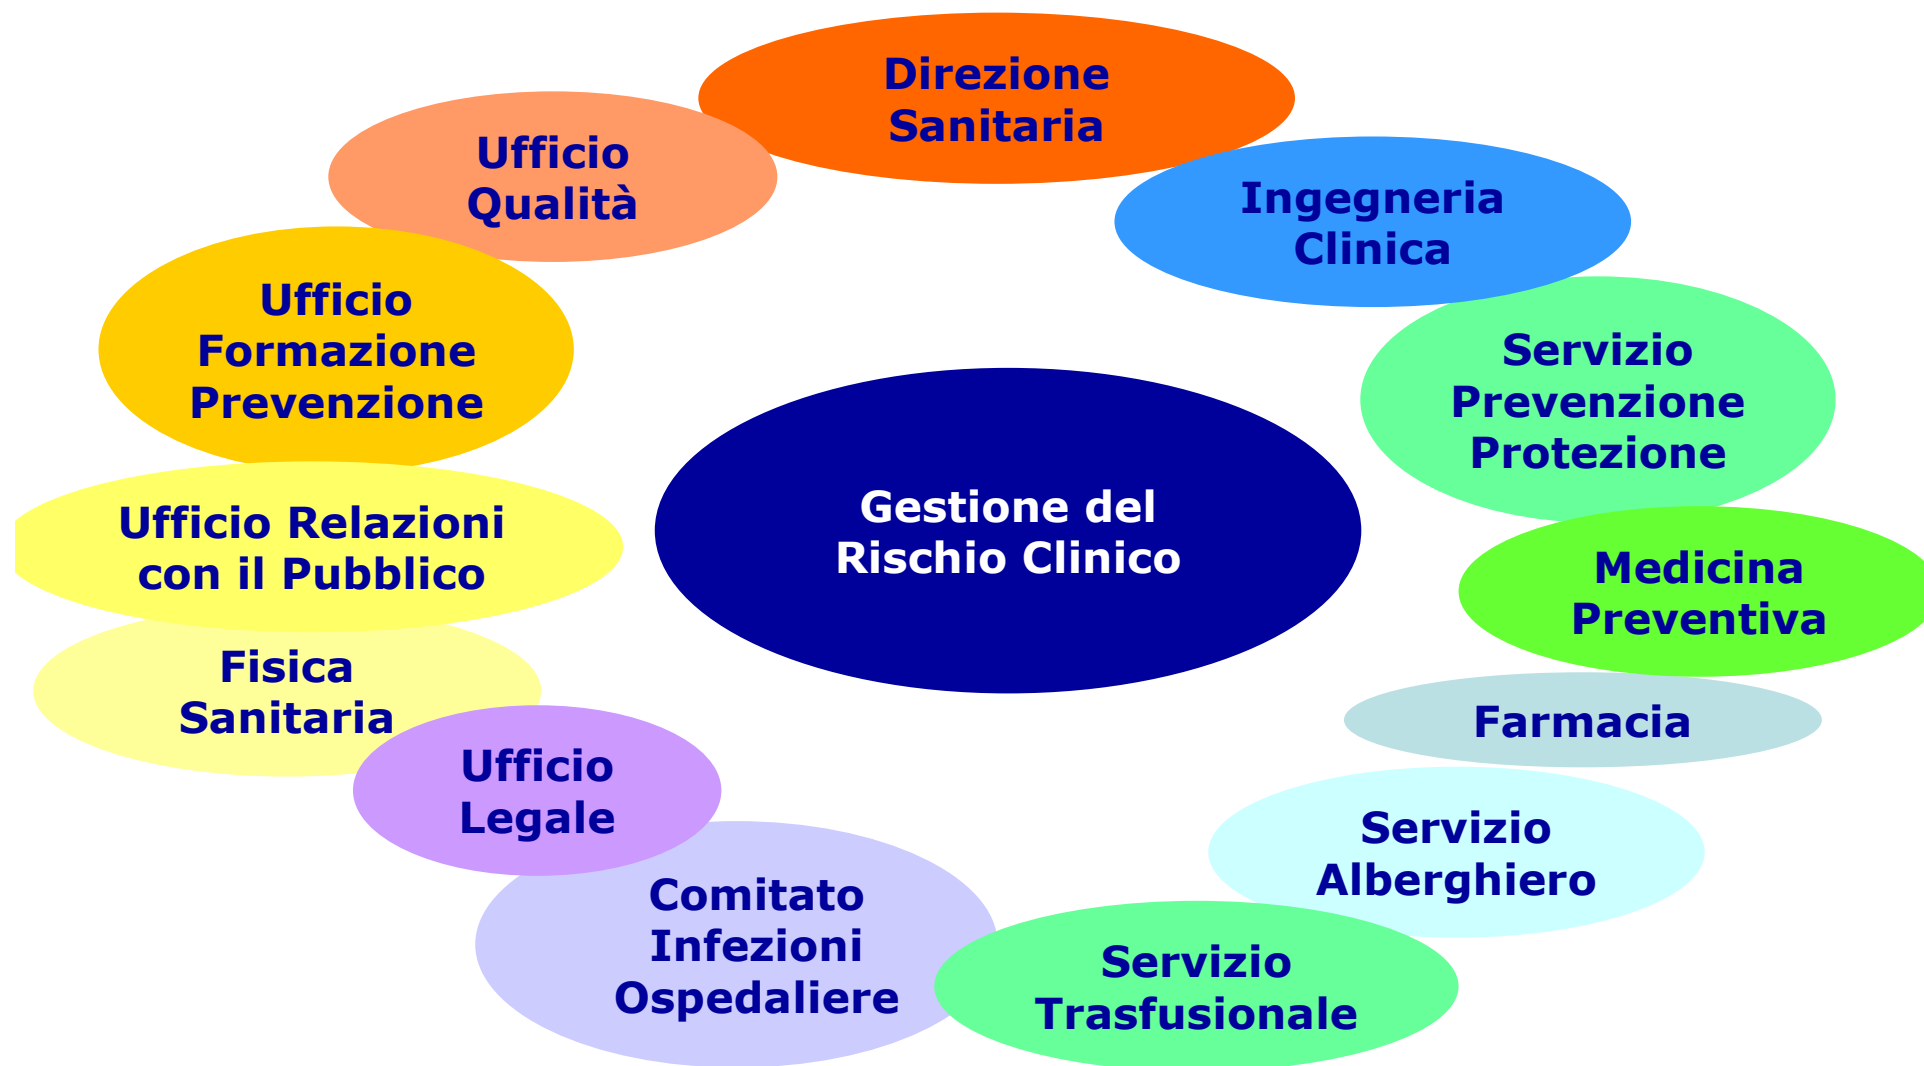 Direzione
Sanitaria
Ufficio
Qualità
Ingegneria
Clinica
Ufficio
Formazione
Prevenzione
Servizio
Prevenzione
Protezione
Gestione del
Rischio Clinico
Ufficio Relazioni
con il Pubblico
Medicina
Preventiva
Fisica
Sanitaria
Farmacia
Ufficio
Legale
Servizio
Alberghiero
Comitato
Infezioni
Ospedaliere
Servizio
Trasfusionale